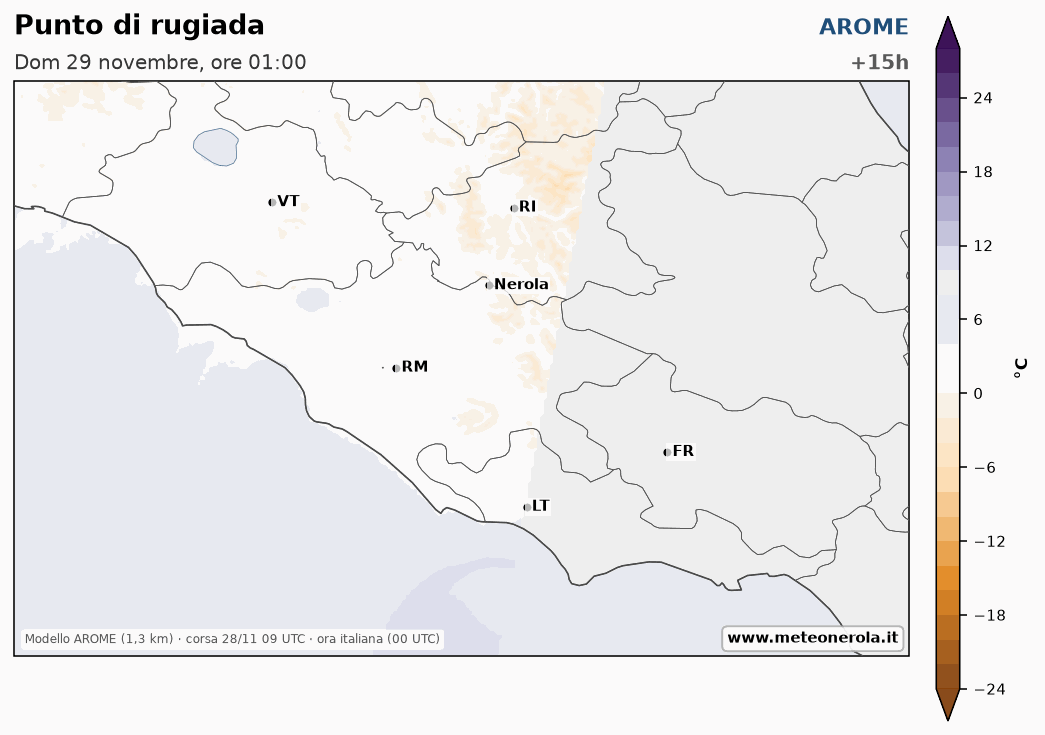 Punto di rugiada
AROME
Dom 29 novembre, ore 01:00
+15h
VT
RI
Nerola
RM
FR
LT
24
18
12
6
0
−6
−12
−18
−24
°C
Modello AROME (1,3 km) · corsa 28/11 09 UTC · ora italiana (00 UTC)
www.meteonerola.it